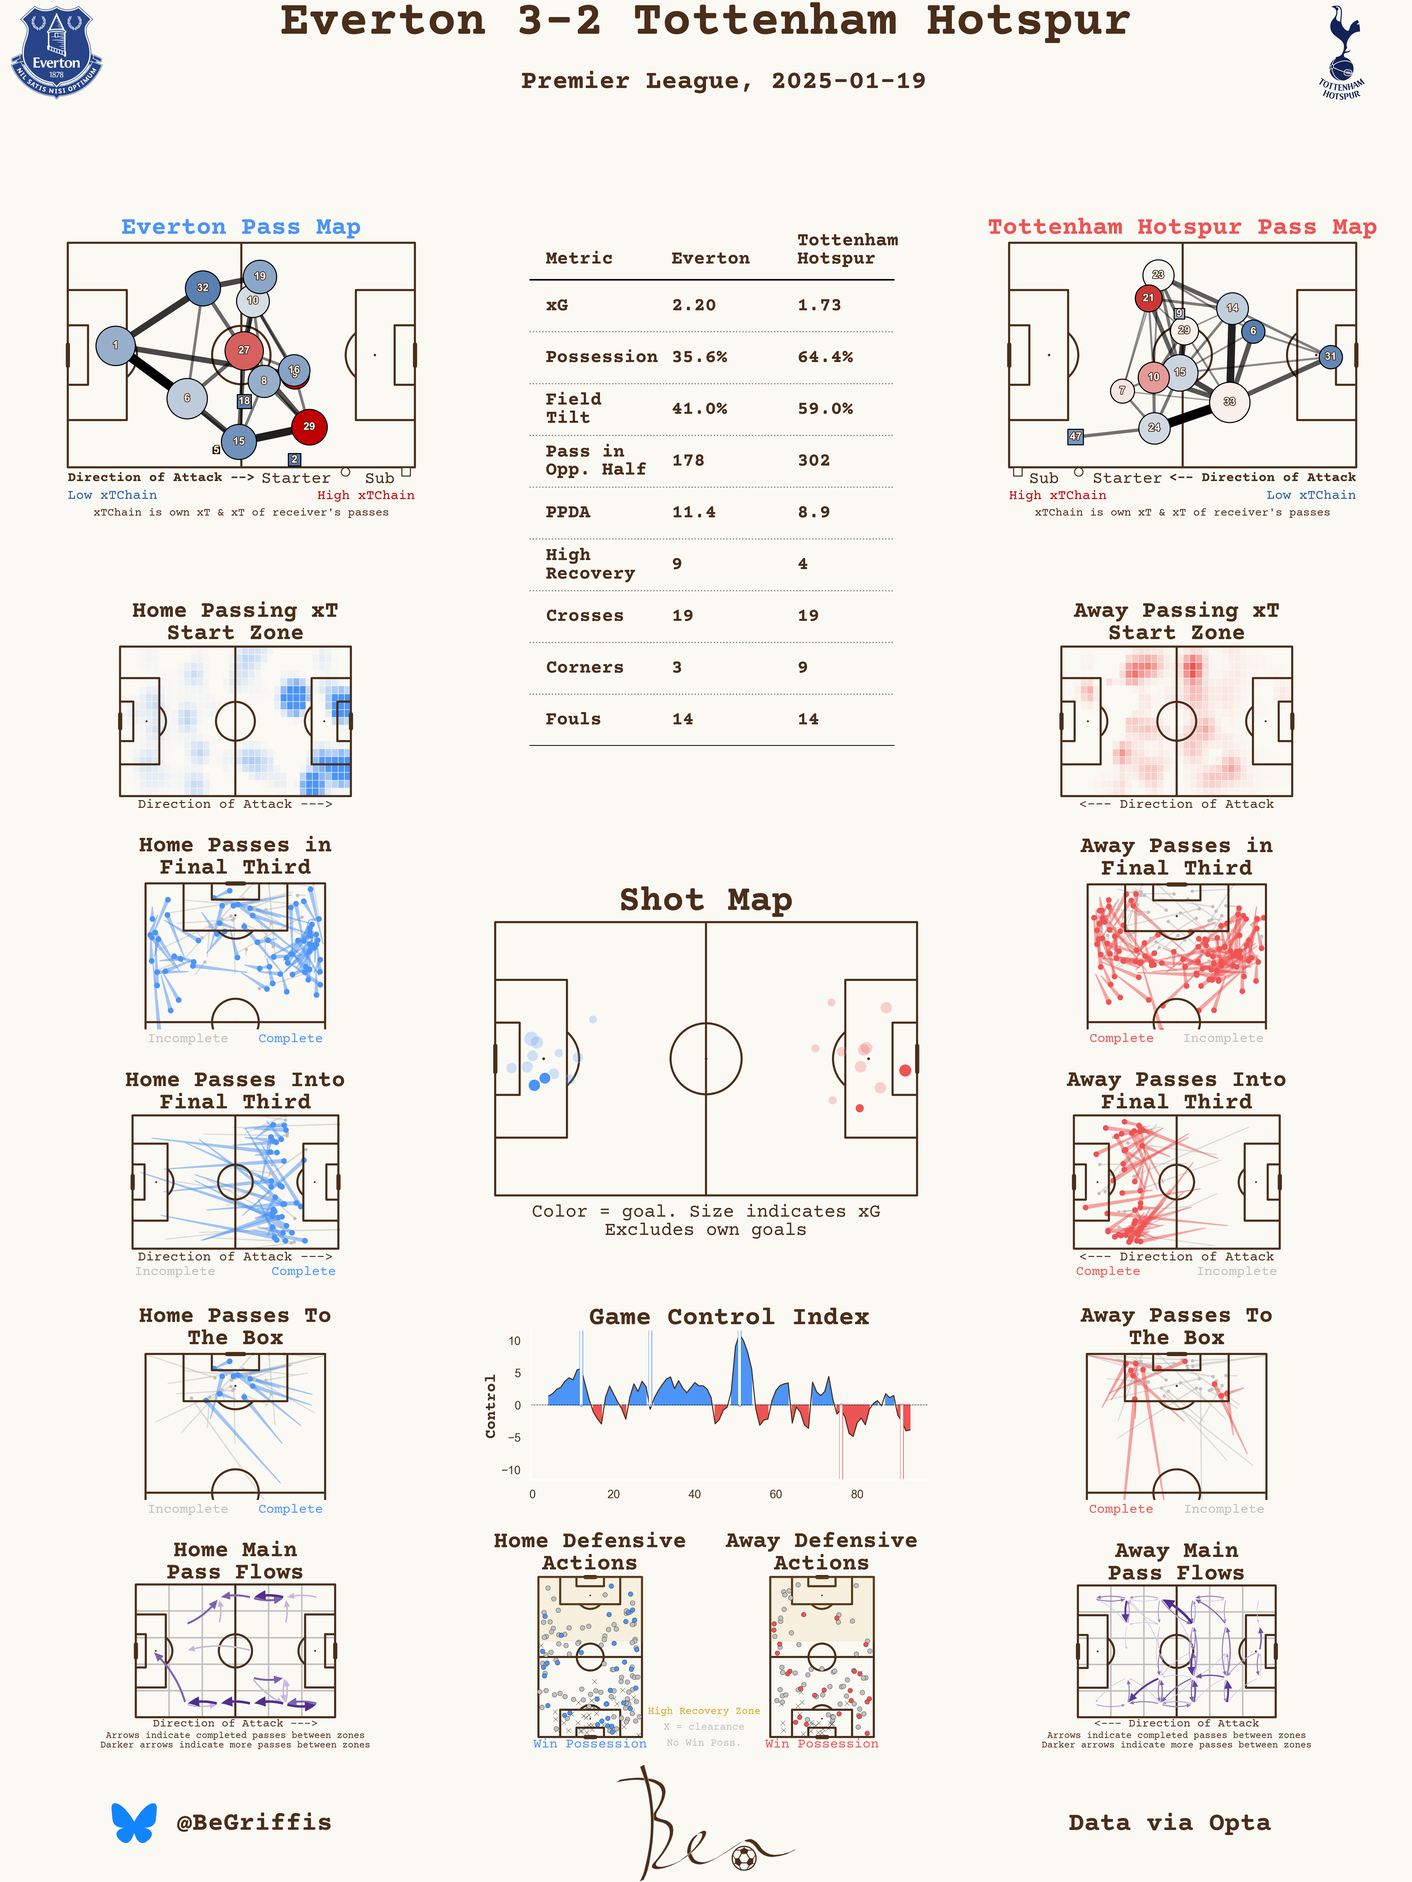 Everton 3-2 Tottenham Hotspur
Premier League, 2025-01-19
Everton
1878
NIL SATIS NISI OPTIMUM
TOTTENHAM
HOTSPUR
Everton Pass Map
32
19
10
1
27
16
8
6
18
29
15
5
2
Direction of Attack --> Starter Sub
Low xTChain High xTChain
xTChain is own xT & xT of receiver's passes
Metric Everton Tottenham Hotspur
xG 2.20 1.73
Possession 35.6% 64.4%
Field Tilt 41.0% 59.0%
Pass in Opp. Half 178 302
PPDA 11.4 8.9
High Recovery 9 4
Crosses 19 19
Corners 3 9
Fouls 14 14
Tottenham Hotspur Pass Map
23
21
14
9
29
6
31
15
10
7
33
24
47
Sub Starter <-- Direction of Attack
High xTChain Low xTChain
xTChain is own xT & xT of receiver's passes
Home Passing xT
Start Zone
Direction of Attack --->
Away Passing xT
Start Zone
<--- Direction of Attack
Home Passes in
Final Third
Incomplete Complete
Away Passes in
Final Third
Complete Incomplete
Shot Map
Color = goal. Size indicates xG
Excludes own goals
Home Passes Into
Final Third
Direction of Attack --->
Incomplete Complete
Away Passes Into
Final Third
<--- Direction of Attack
Complete Incomplete
Home Passes To
The Box
Incomplete Complete
Game Control Index
Control
10
5
0
−5
−10
0 20 40 60 80
Away Passes To
The Box
Complete Incomplete
Home Main
Pass Flows
Direction of Attack --->
Arrows indicate completed passes between zones
Darker arrows indicate more passes between zones
Home Defensive
Actions
Win Possession
High Recovery Zone
X = clearance
No Win Poss.
Away Defensive
Actions
Win Possession
Away Main
Pass Flows
<--- Direction of Attack
Arrows indicate completed passes between zones
Darker arrows indicate more passes between zones
@BeGriffis
Ben
Data via Opta